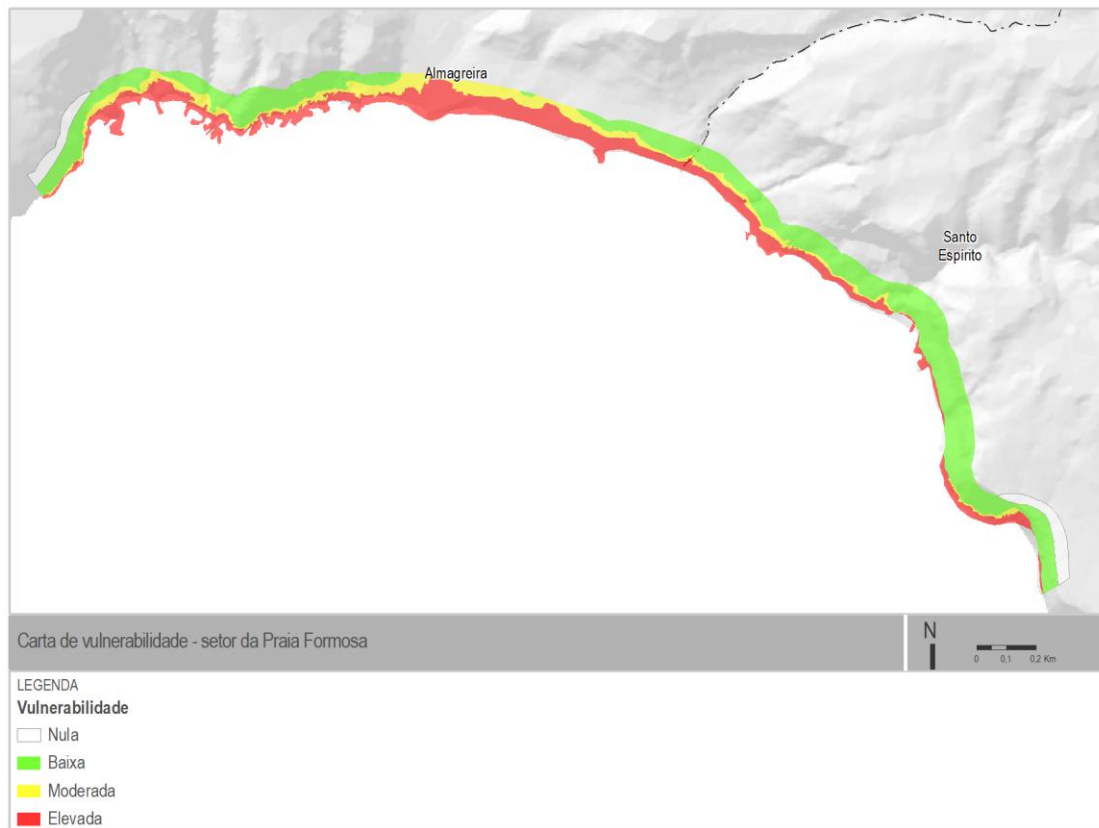 Almagreira
Santo
Espírito
Carta de vulnerabilidade - setor da Praia Formosa
N
0 0,1 0,2 Km
LEGENDA
Vulnerabilidade
Nula
Baixa
Moderada
Elevada